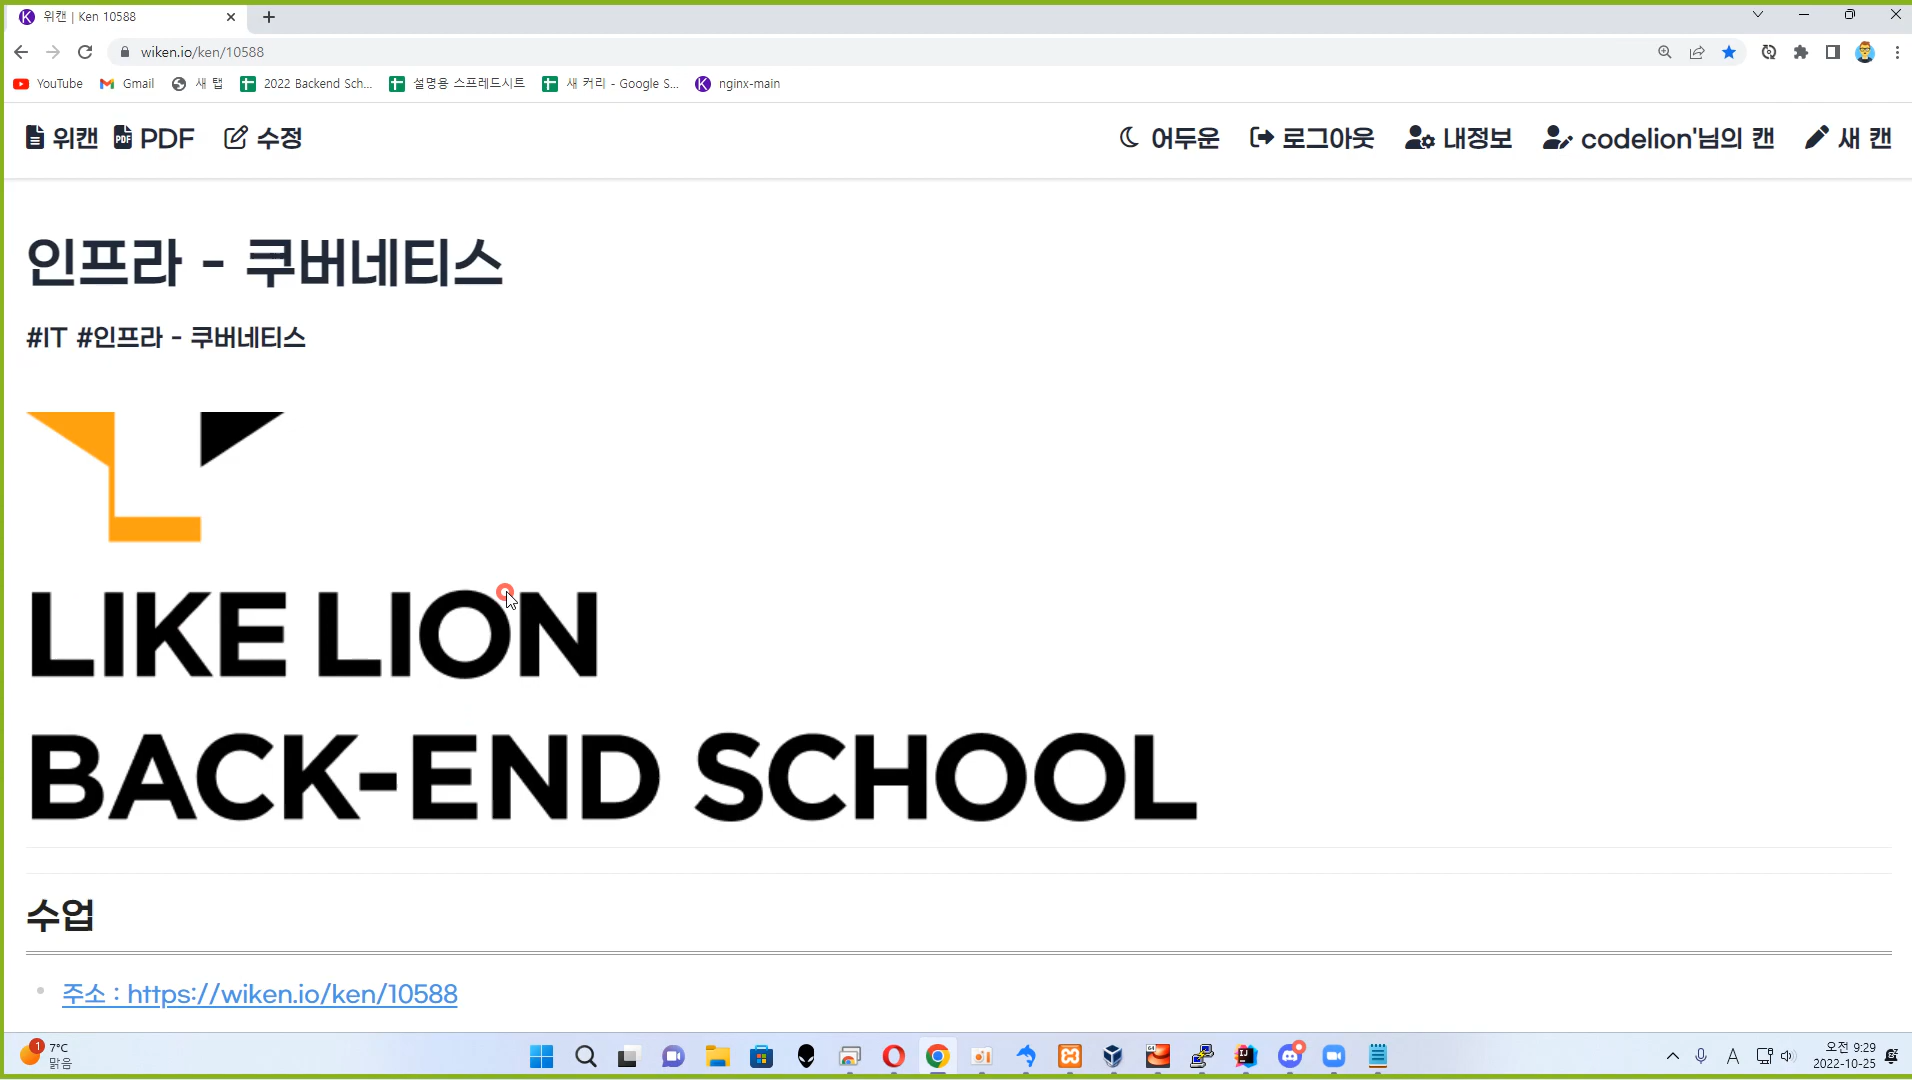 위캔 | Ken 10588
wiken.io/ken/10588
YouTube Gmail 새 탭 2022 Backend Sch... 설명용 스프레드시트 새 커리 - Google S... nginx-main
위캔 PDF 수정 어두운 로그아웃 내정보 codelion'님의 캔 새 캔
인프라 - 쿠버네티스
#IT #인프라 - 쿠버네티스
LIKE LION
BACK-END SCHOOL
수업
주소 : https://wiken.io/ken/10588
1 7°C
맑음
A 오전 9:29
2022-10-25